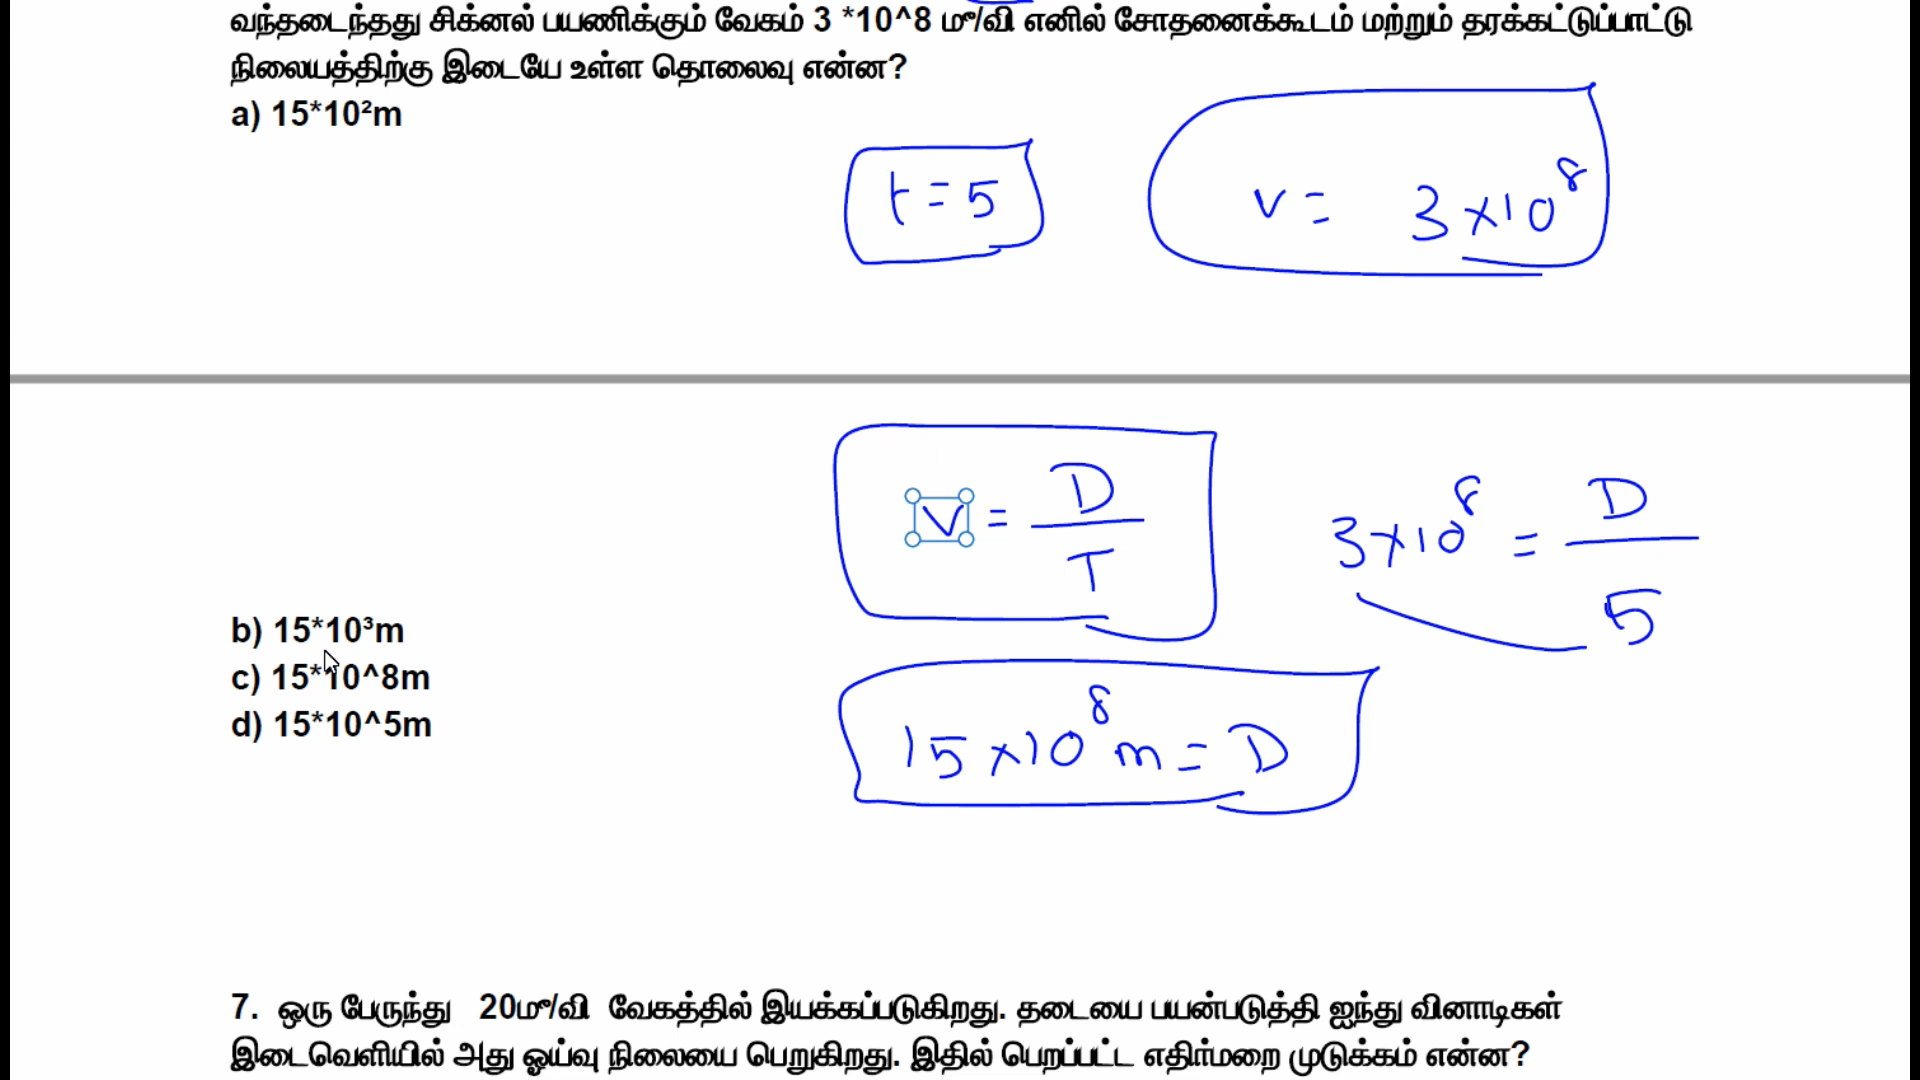 வந்தடைந்தது சிக்னல் பயணிக்கும் வேகம் 3 *10^8 மீ/வி எனில் சோதனைக்கூடம் மற்றும் தரக்கட்டுப்பாட்டு
நிலையத்திற்கு இடையே உள்ள தொலைவு என்ன?
a) 15*10²m
t = 5
v = 3×10⁸
V = D/T
3×10⁸ = D/5
b) 15*10³m
c) 15*10^8m
d) 15*10^5m
15×10⁸ m = D
7. ஒரு பேருந்து 20மீ/வி வேகத்தில் இயக்கப்படுகிறது. தடையை பயன்படுத்தி ஐந்து வினாடிகள்
இடைவெளியில் அது ஓய்வு நிலையை பெறுகிறது. இதில் பெறப்பட்ட எதிர்மறை முடுக்கம் என்ன?